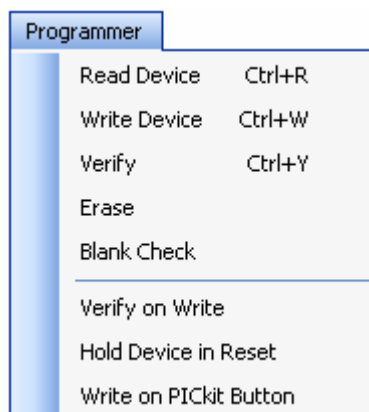 Programmer
Read Device Ctrl+R
Write Device Ctrl+W
Verify Ctrl+Y
Erase
Blank Check
Verify on Write
Hold Device in Reset
Write on PICkit Button